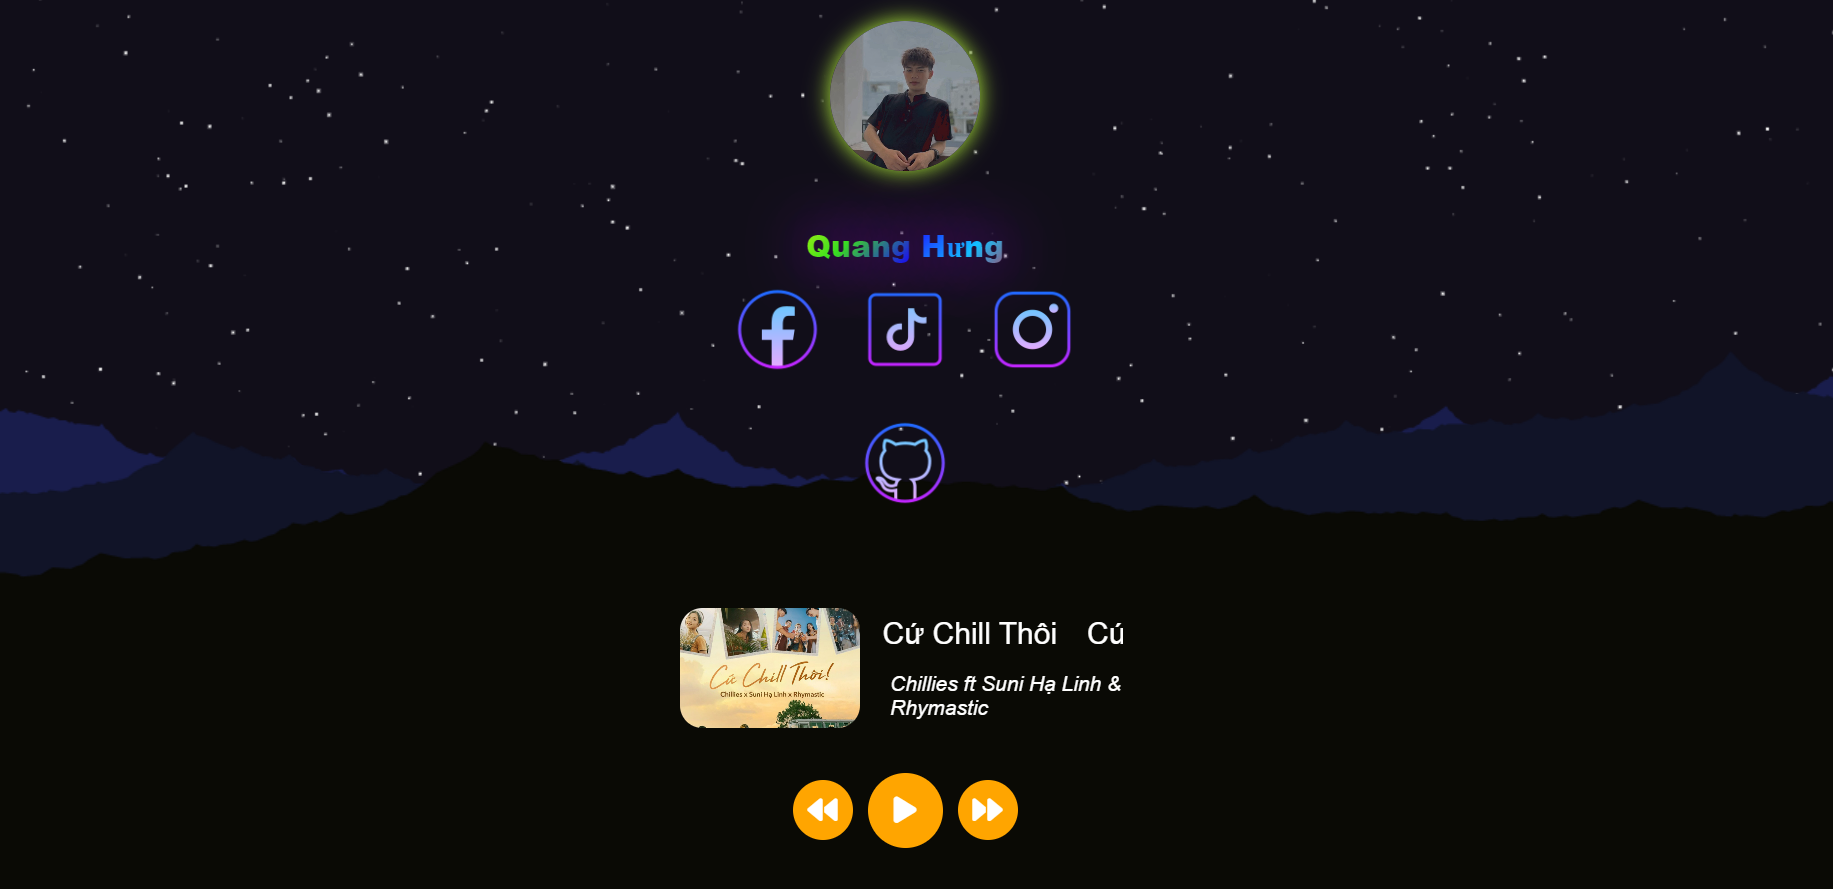 Quang Hưng
Cứ Chill Thôi Cứ
Cứ Chill Thôi!
Chillies x Suni Hạ Linh x Rhymastic
Chillies ft Suni Hạ Linh &
Rhymastic